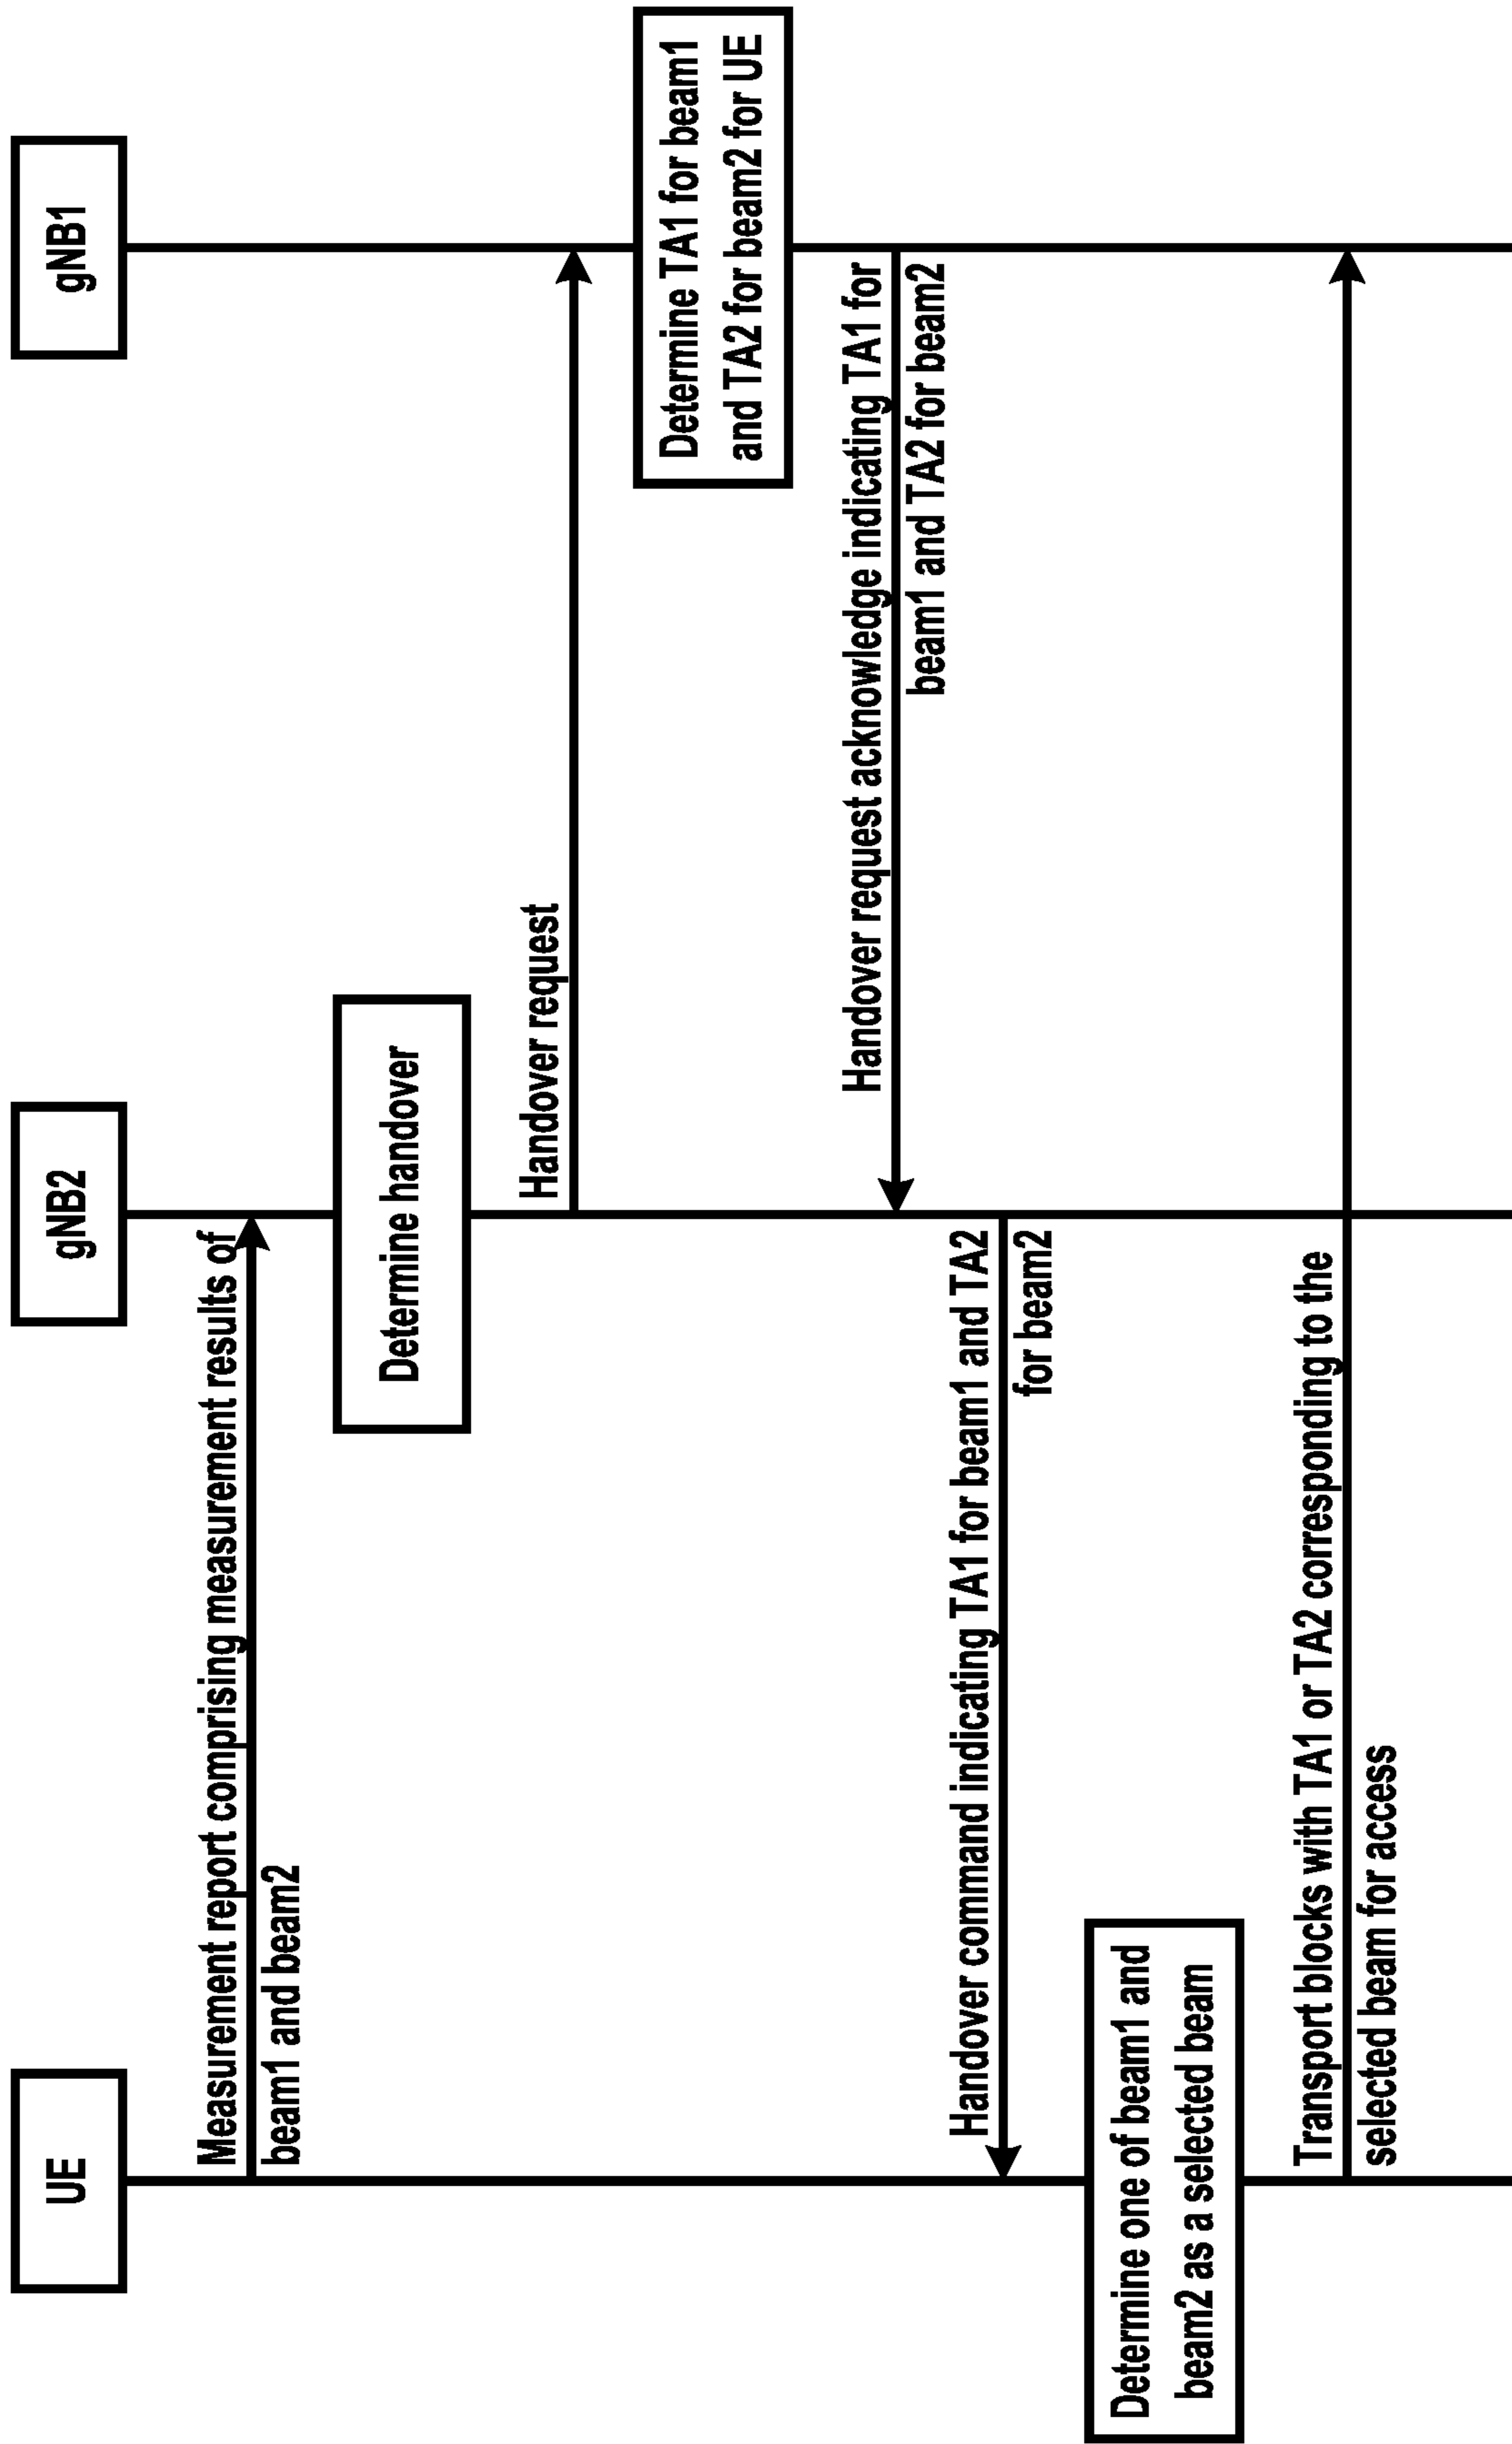 UE
gNB2
gNB1
Measurement report comprising measurement results of
beam1 and beam2
Determine handover
Handover request
Determine TA1 for beam1
and TA2 for beam2 for UE
Handover request acknowledge indicating TA1 for
beam1 and TA2 for beam2
Handover command indicating TA1 for beam1 and TA2
for beam2
Determine one of beam1 and
beam2 as a selected beam
Transport blocks with TA1 or TA2 corresponding to the
selected beam for access